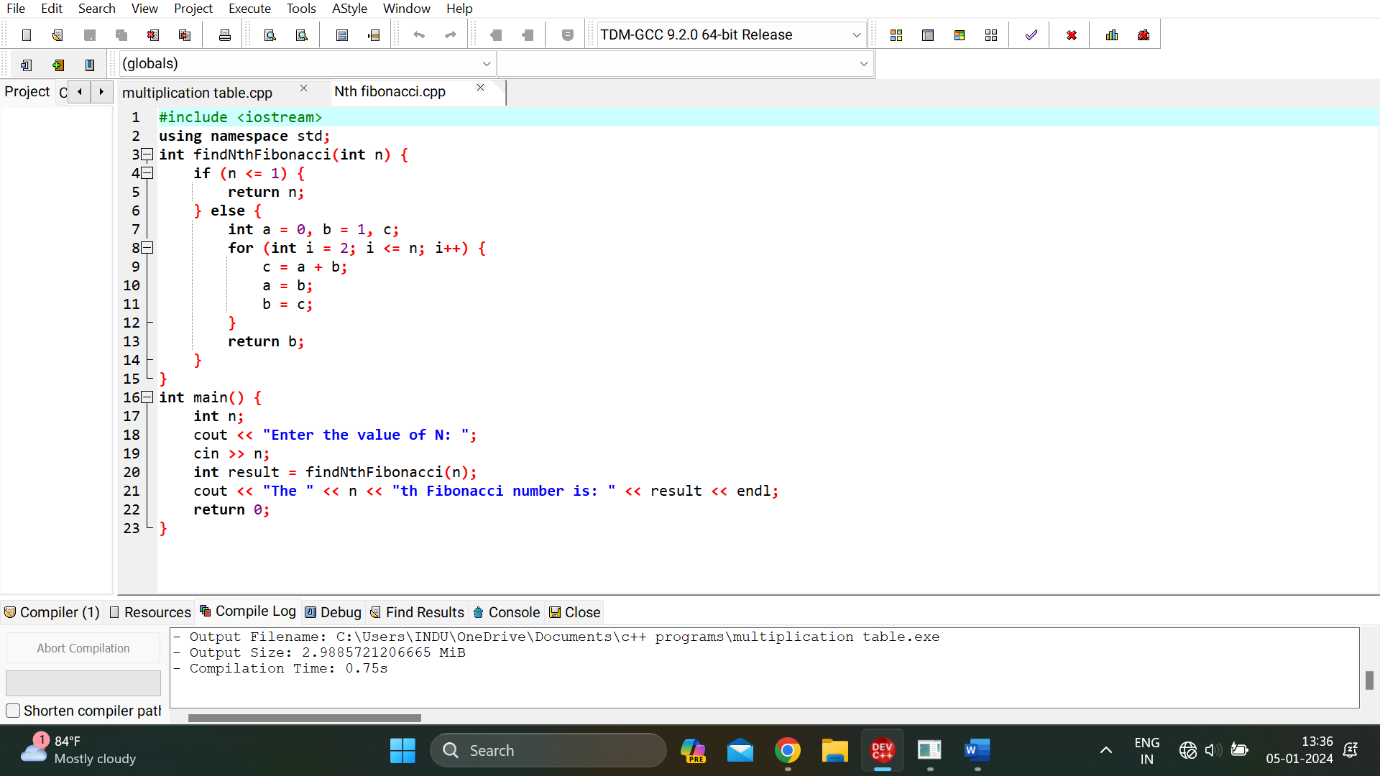 File Edit Search View Project Execute Tools AStyle Window Help
TDM-GCC 9.2.0 64-bit Release
(globals)
Project C multiplication table.cpp Nth fibonacci.cpp
1 #include <iostream>
2 using namespace std;
3 int findNthFibonacci(int n) {
4 if (n <= 1) {
5 return n;
6 } else {
7 int a = 0, b = 1, c;
8 for (int i = 2; i <= n; i++) {
9 c = a + b;
10 a = b;
11 b = c;
12 }
13 return b;
14 }
15 }
16 int main() {
17 int n;
18 cout << "Enter the value of N: ";
19 cin >> n;
20 int result = findNthFibonacci(n);
21 cout << "The " << n << "th Fibonacci number is: " << result << endl;
22 return 0;
23 }
Compiler (1) Resources Compile Log Debug Find Results Console Close
Abort Compilation
Shorten compiler path
- Output Filename: C:\Users\INDU\OneDrive\Documents\c++ programs\multiplication table.exe
- Output Size: 2.9885721206665 MiB
- Compilation Time: 0.75s
1
84°F
Mostly cloudy
Search
PRE
DEV
C++
W
ENG
IN
13:36
05-01-2024